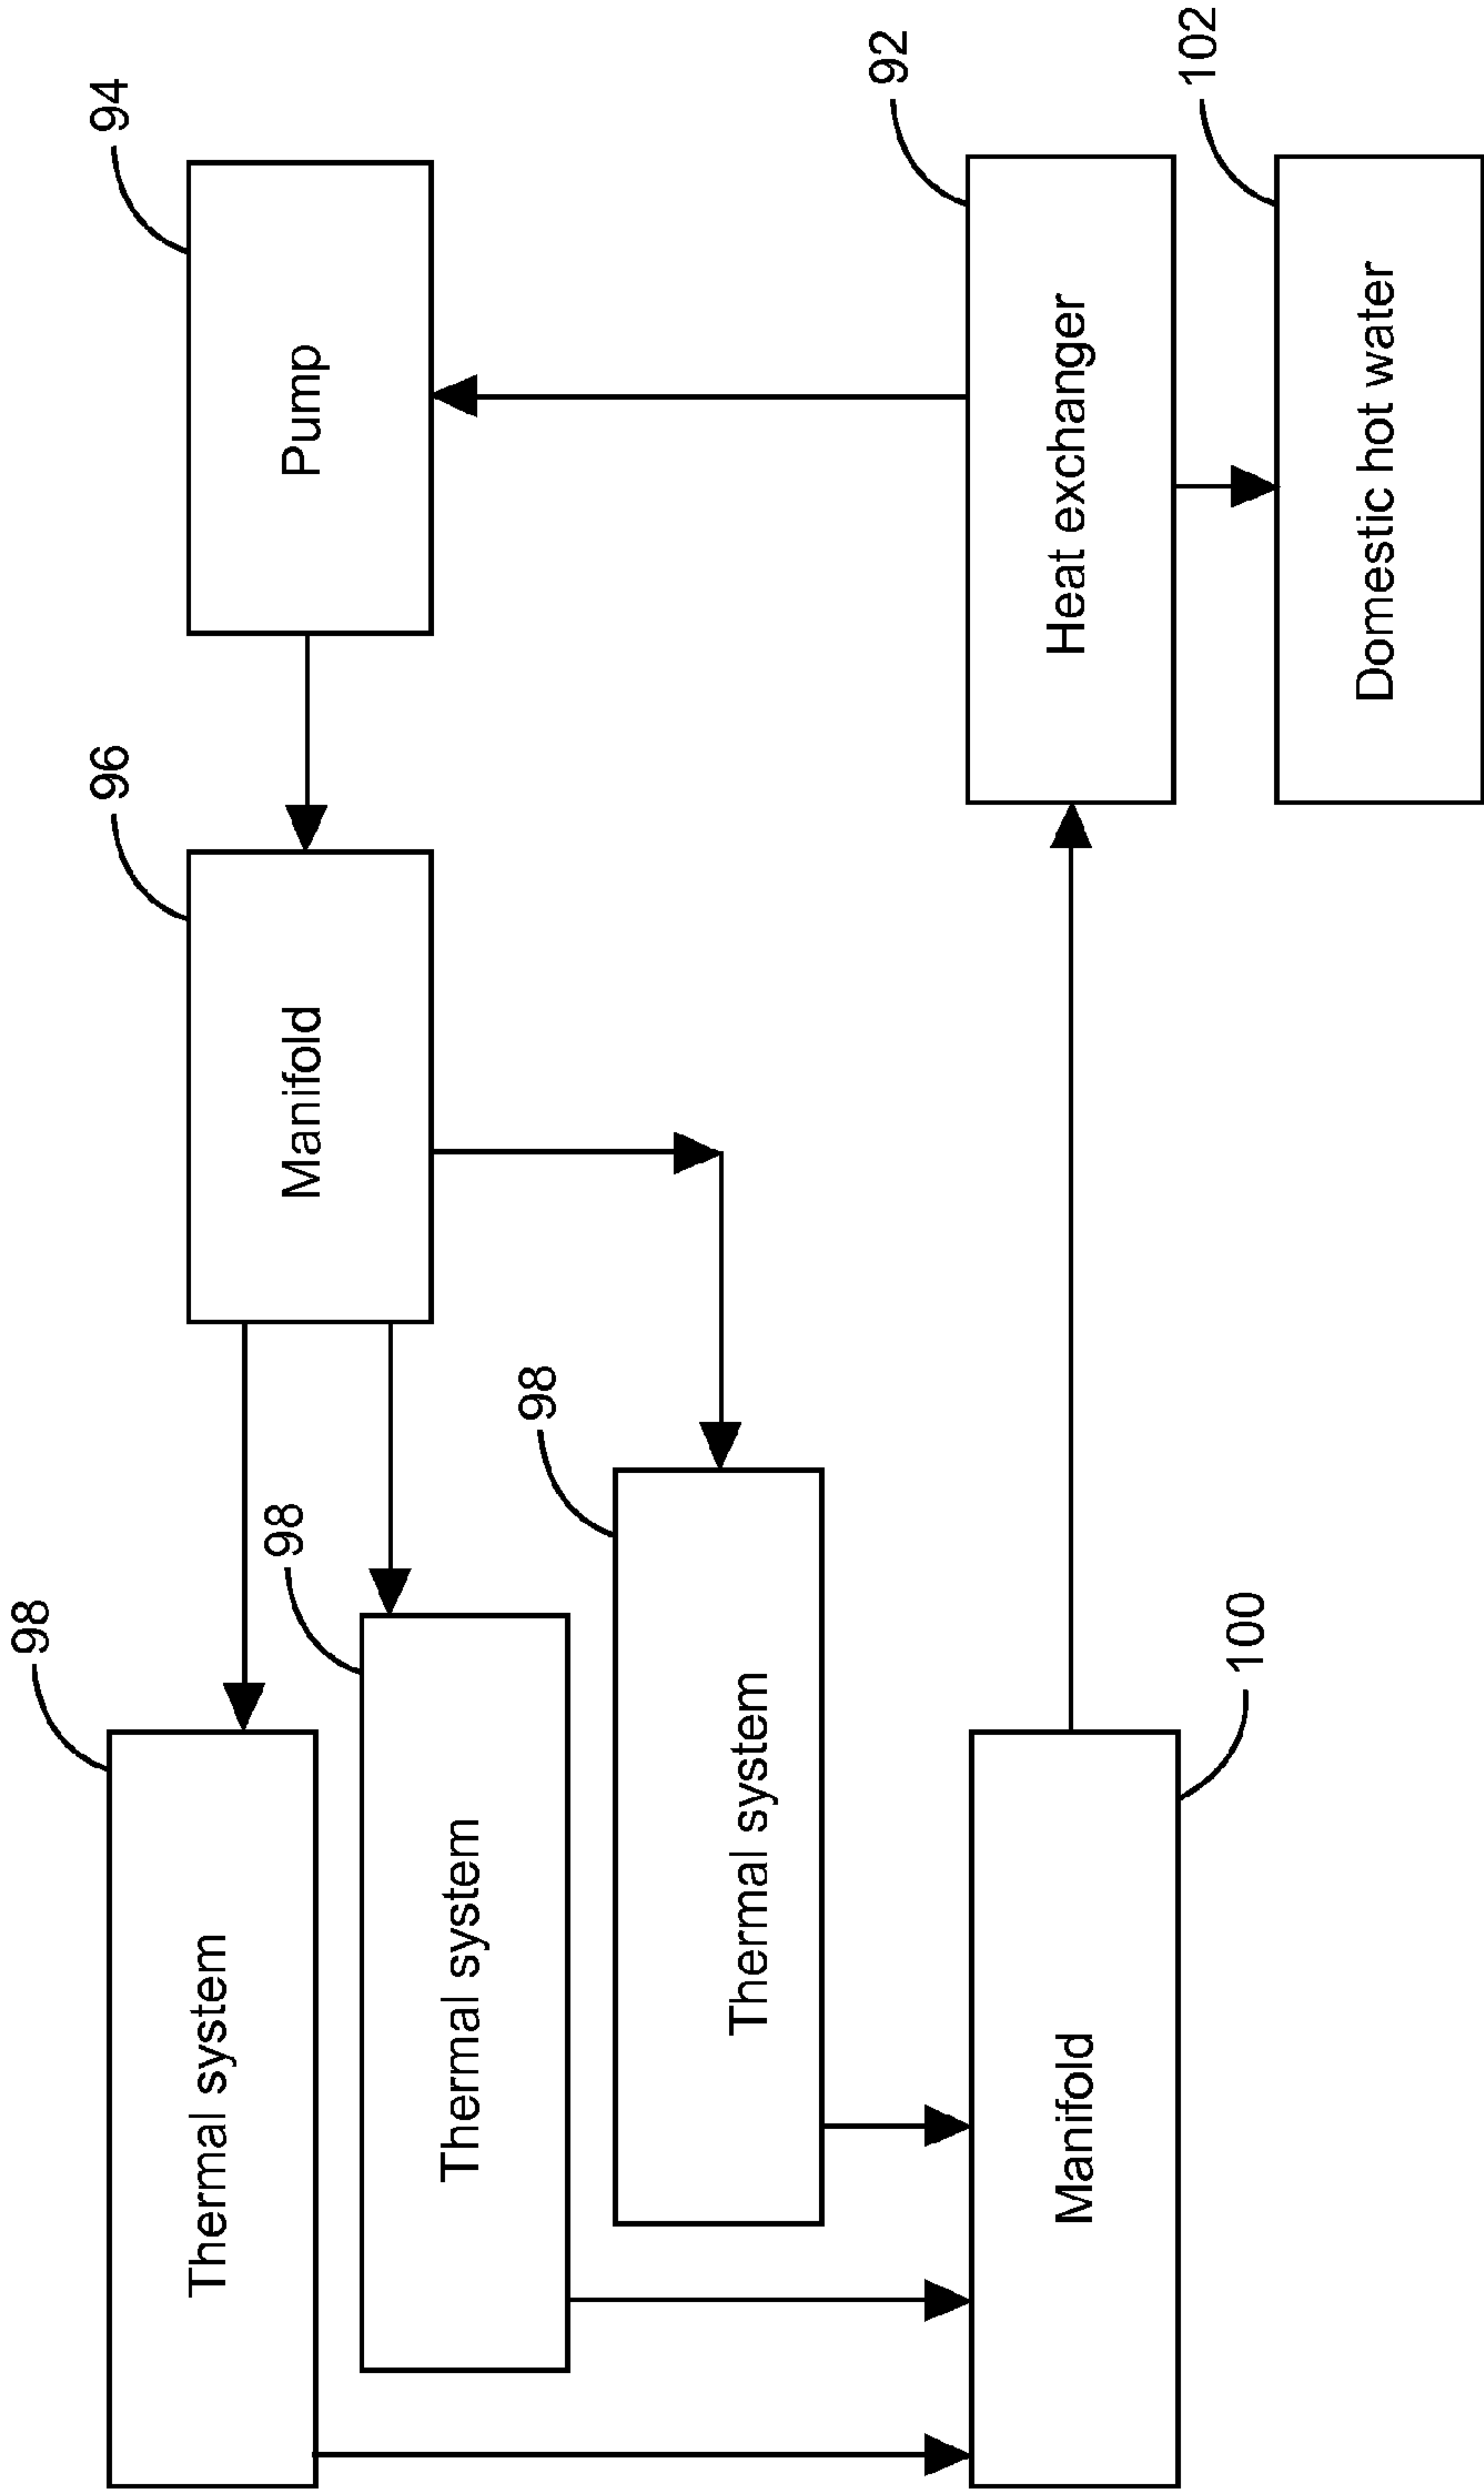 98
Thermal system
98
Thermal system
98
Thermal system
96
Manifold
94
Pump
100
Manifold
92
Heat exchanger
102
Domestic hot water